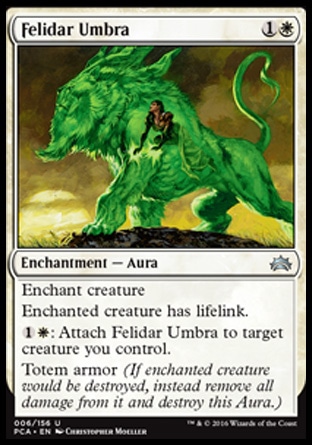 Felidar Umbra 1
Enchantment — Aura
Enchant creature
Enchanted creature has lifelink.
1 : Attach Felidar Umbra to target
creature you control.
Totem armor (If enchanted creature
would be destroyed, instead remove all
damage from it and destroy this Aura.)
006/156 U
PCA • EN Christopher Moeller
™ & © 2016 Wizards of the Coast